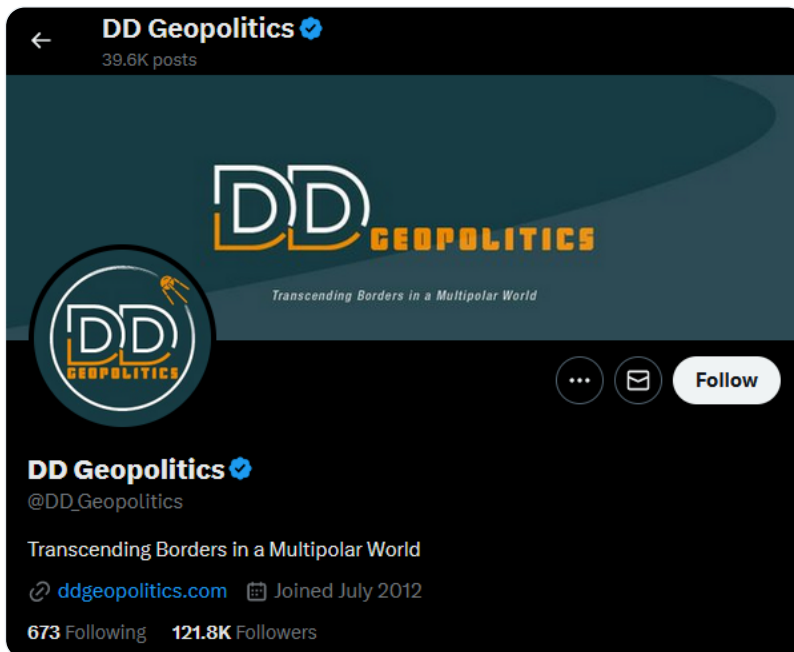 DD Geopolitics
39.6K posts
DD GEOPOLITICS
Transcending Borders in a Multipolar World
DD
GEOPOLITICS
Follow
DD Geopolitics
@DD_Geopolitics
Transcending Borders in a Multipolar World
ddgeopolitics.com Joined July 2012
673 Following 121.8K Followers